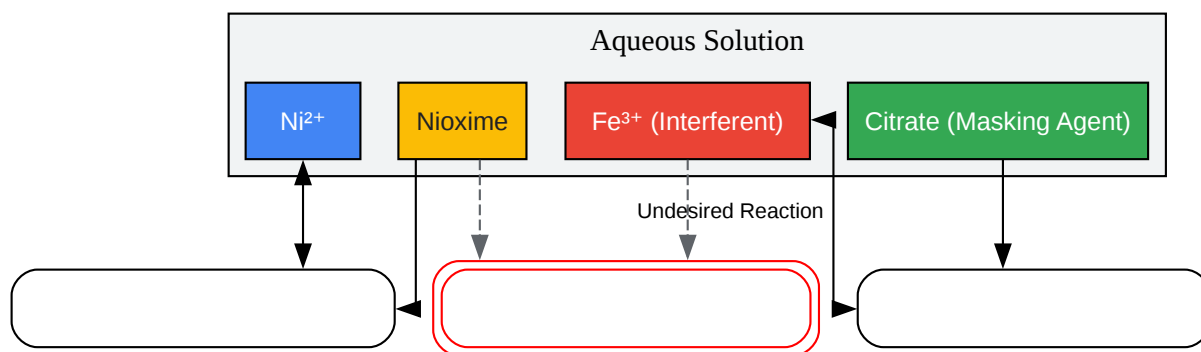 Aqueous Solution
Ni²⁺
Nioxime
Fe³⁺ (Interferent)
Citrate (Masking Agent)
Undesired Reaction